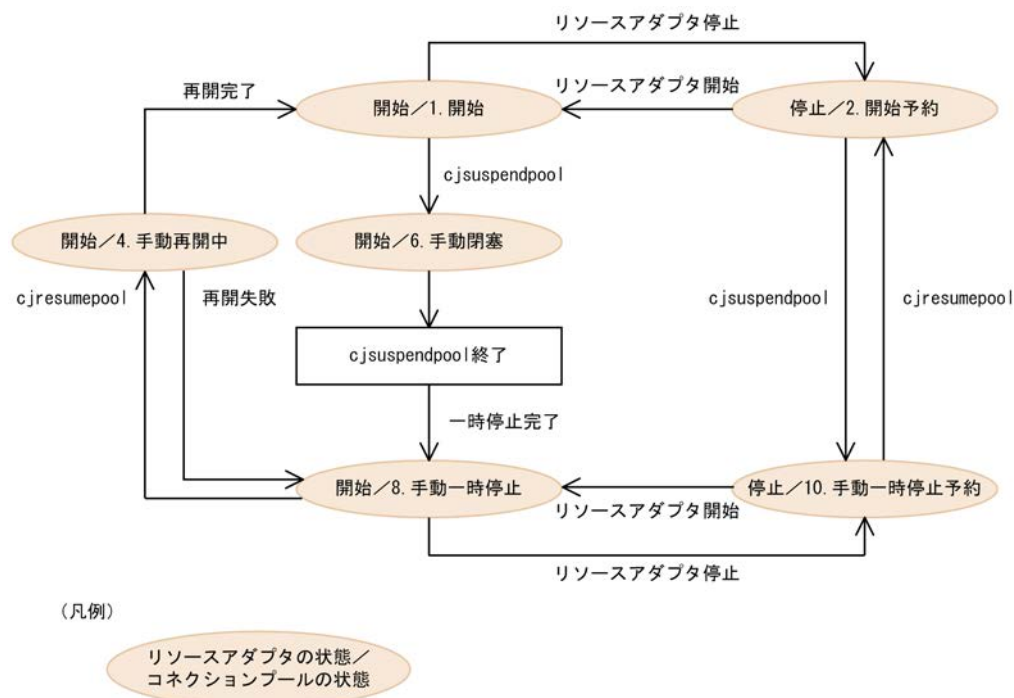 リソースアダプタ停止
再開完了
リソースアダプタ開始
開始／1. 開始
停止／2. 開始予約
cjsuspendpool
開始／4. 手動再開中
開始／6. 手動閉塞
cjresumepool
再開失敗
cjsuspendpool
cjresumepool
cjsuspendpool終了
一時停止完了
開始／8. 手動一時停止
停止／10. 手動一時停止予約
リソースアダプタ開始
リソースアダプタ停止
（凡例）
リソースアダプタの状態／
コネクションプールの状態